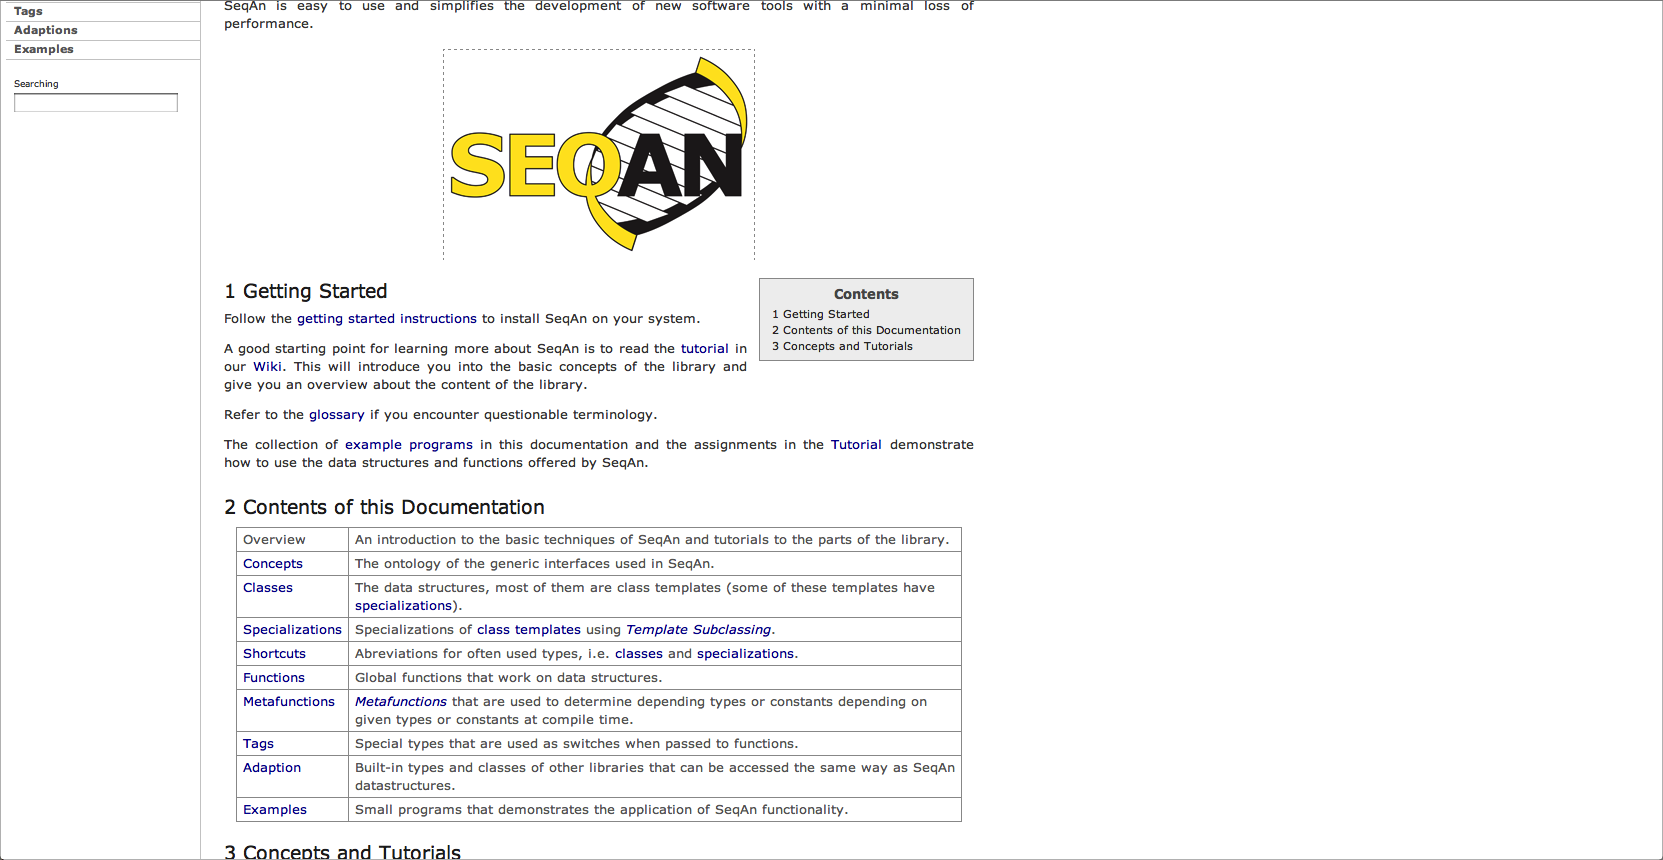 Tags
Adaptions
Examples
Searching
SeqAn is easy to use and simplifies the development of new software tools with a minimal loss of
performance.
SEQAN
1 Getting Started
Follow the getting started instructions to install SeqAn on your system.
A good starting point for learning more about SeqAn is to read the tutorial in
our Wiki. This will introduce you into the basic concepts of the library and
give you an overview about the content of the library.
Refer to the glossary if you encounter questionable terminology.
The collection of example programs in this documentation and the assignments in the Tutorial demonstrate
how to use the data structures and functions offered by SeqAn.
Contents
1 Getting Started
2 Contents of this Documentation
3 Concepts and Tutorials
2 Contents of this Documentation
Overview An introduction to the basic techniques of SeqAn and tutorials to the parts of the library.
Concepts The ontology of the generic interfaces used in SeqAn.
Classes The data structures, most of them are class templates (some of these templates have
specializations).
Specializations Specializations of class templates using Template Subclassing.
Shortcuts Abreviations for often used types, i.e. classes and specializations.
Functions Global functions that work on data structures.
Metafunctions Metafunctions that are used to determine depending types or constants depending on
given types or constants at compile time.
Tags Special types that are used as switches when passed to functions.
Adaption Built-in types and classes of other libraries that can be accessed the same way as SeqAn
datastructures.
Examples Small programs that demonstrates the application of SeqAn functionality.
3 Concepts and Tutorials